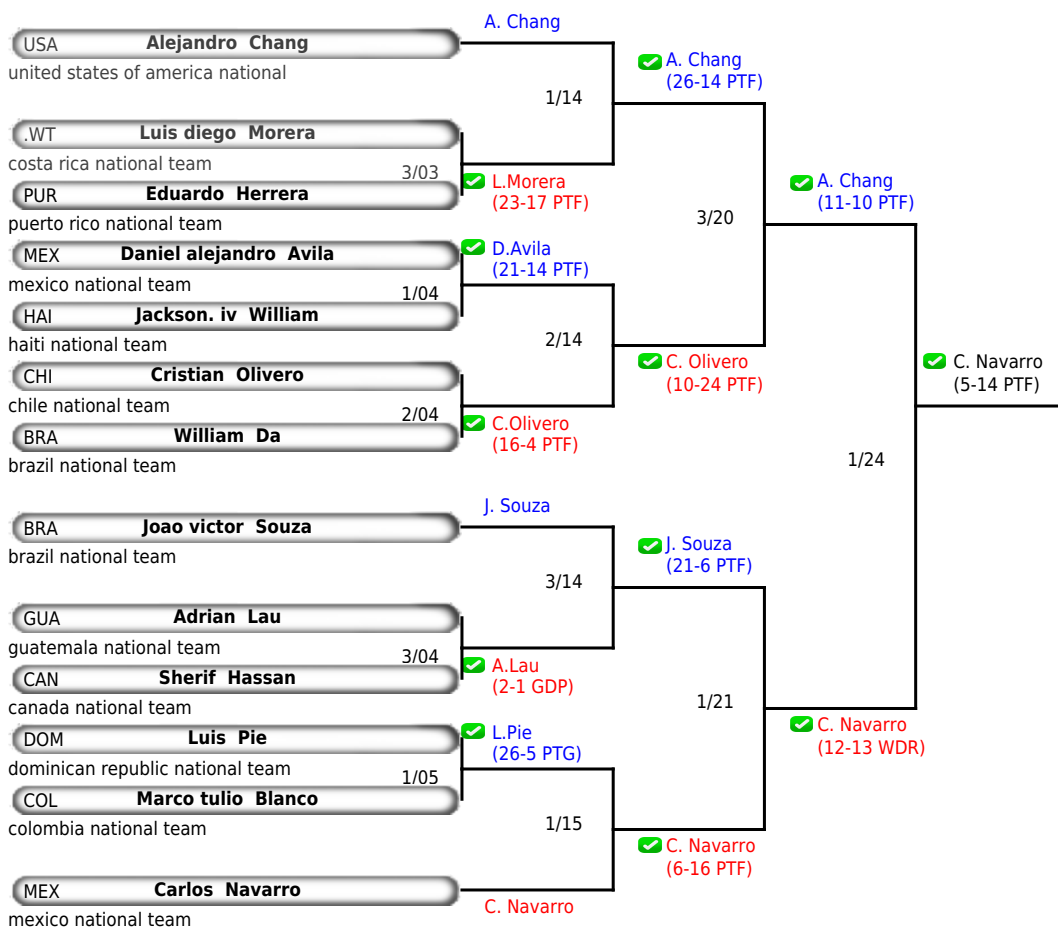 A. Chang
USA Alejandro Chang
united states of america national
A. Chang
(26-14 PTF)
1/14
.WT Luis diego Morera
costa rica national team
3/03
L.Morera
(23-17 PTF)
PUR Eduardo Herrera
puerto rico national team
A. Chang
(11-10 PTF)
3/20
MEX Daniel alejandro Avila
mexico national team
D.Avila
(21-14 PTF)
1/04
HAI Jackson. iv William
haiti national team
2/14
C. Olivero
(10-24 PTF)
C. Navarro
(5-14 PTF)
CHI Cristian Olivero
chile national team
2/04
C.Olivero
(16-4 PTF)
BRA William Da
brazil national team
1/24
J. Souza
BRA Joao victor Souza
brazil national team
J. Souza
(21-6 PTF)
3/14
GUA Adrian Lau
guatemala national team
3/04
A.Lau
(2-1 GDP)
CAN Sherif Hassan
canada national team
1/21
C. Navarro
(12-13 WDR)
DOM Luis Pie
dominican republic national team
L.Pie
(26-5 PTG)
1/05
COL Marco tulio Blanco
colombia national team
1/15
C. Navarro
(6-16 PTF)
MEX Carlos Navarro
mexico national team
C. Navarro